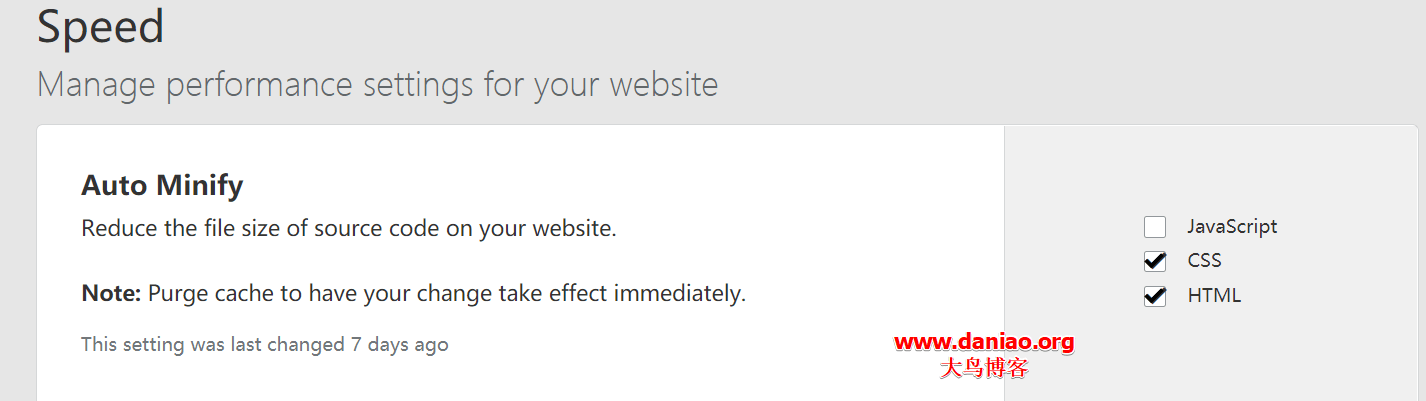 Speed
Manage performance settings for your website
Auto Minify
Reduce the file size of source code on your website.
Note: Purge cache to have your change take effect immediately.
This setting was last changed 7 days ago
JavaScript
CSS
HTML
www.daniao.org
大鸟博客